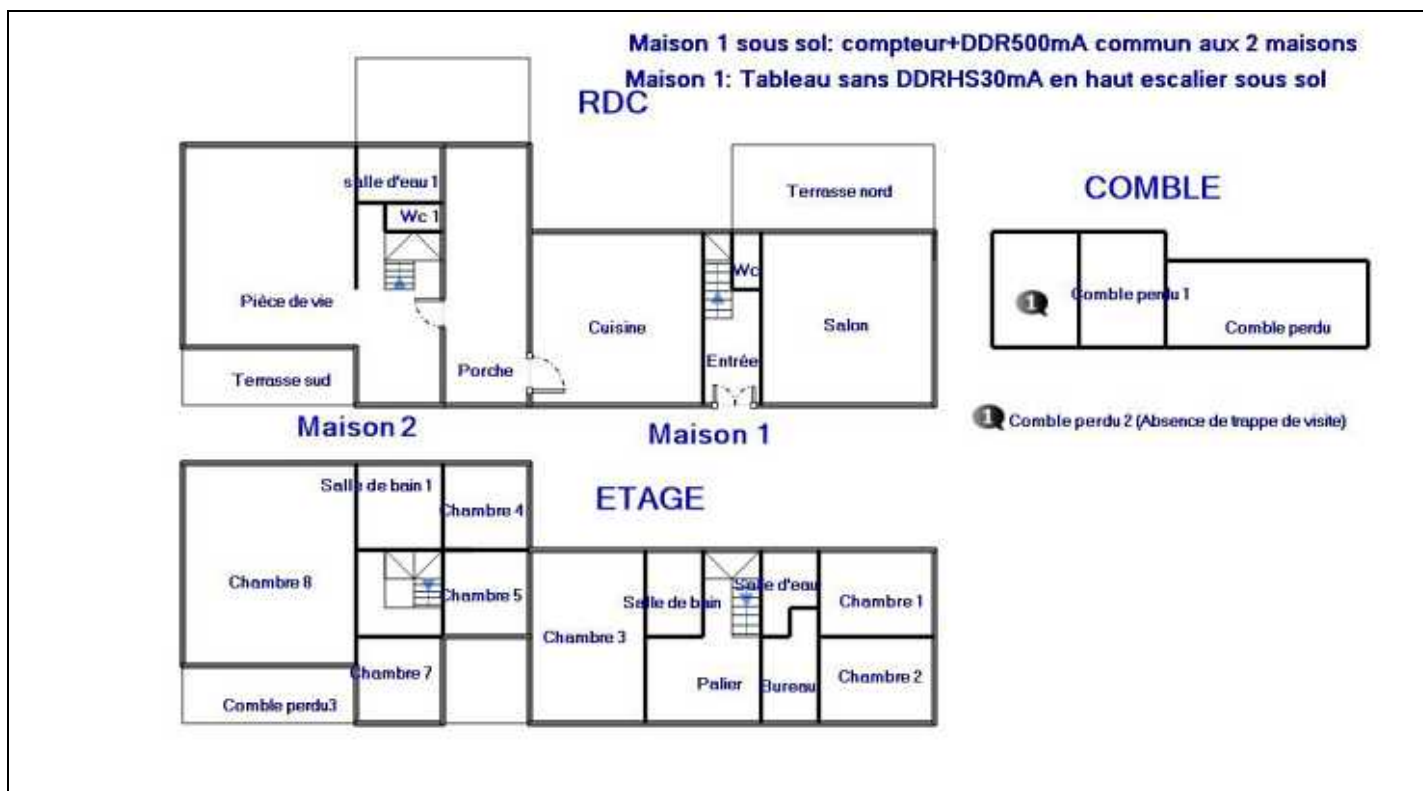 Maison 1 sous sol: compteur+DDR500mA commun aux 2 maisons
Maison 1: Tableau sans DDRHS30mA en haut escalier sous sol
RDC
salle d'eau 1
Wc 1
Pièce de vie
Terrasse sud
Porche
Cuisine
Wc
Entrée
Salon
Terrasse nord
Maison 2
Maison 1
COMBLE
1
Comble perdu 1
Comble perdu
1 Comble perdu 2 (Absence de trappe de visite)
ETAGE
Salle de bain 1
Chambre 4
Chambre 8
Chambre 5
Chambre 7
Comble perdu3
Chambre 3
Salle de bain
Salle d'eau
Chambre 1
Palier
Bureau
Chambre 2